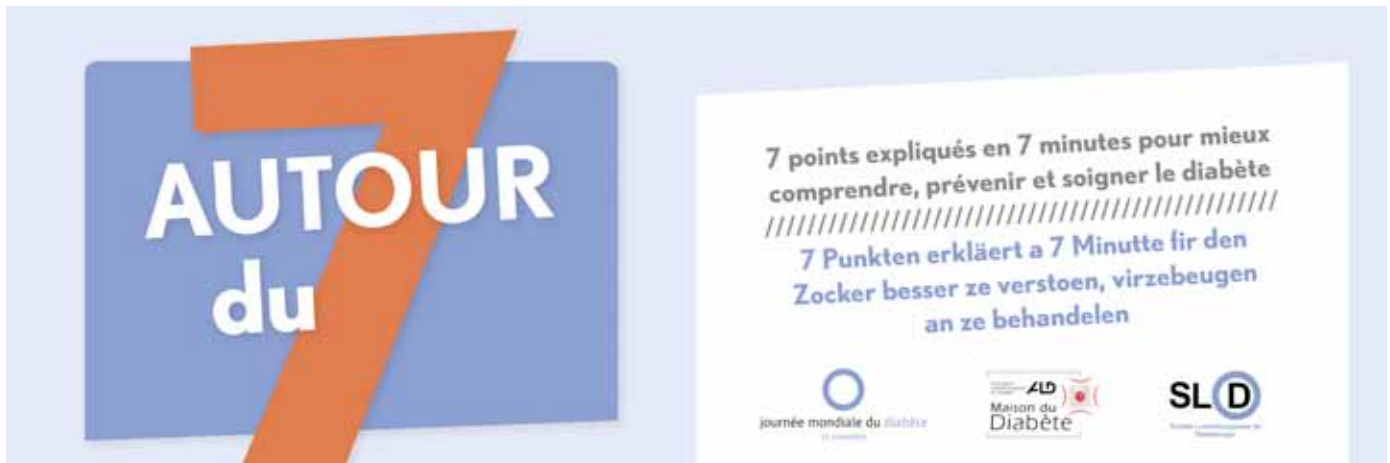 7
AUTOUR
du
7 points expliqués en 7 minutes pour mieux
comprendre, prévenir et soigner le diabète
////////////////////////////////////////////////
7 Punkten erkläert a 7 Minutte fir den
Zocker besser ze verstoen, virzebeugen
an ze behandelen
journée mondiale du diabète
ALD
Maison du
Diabète
SLD